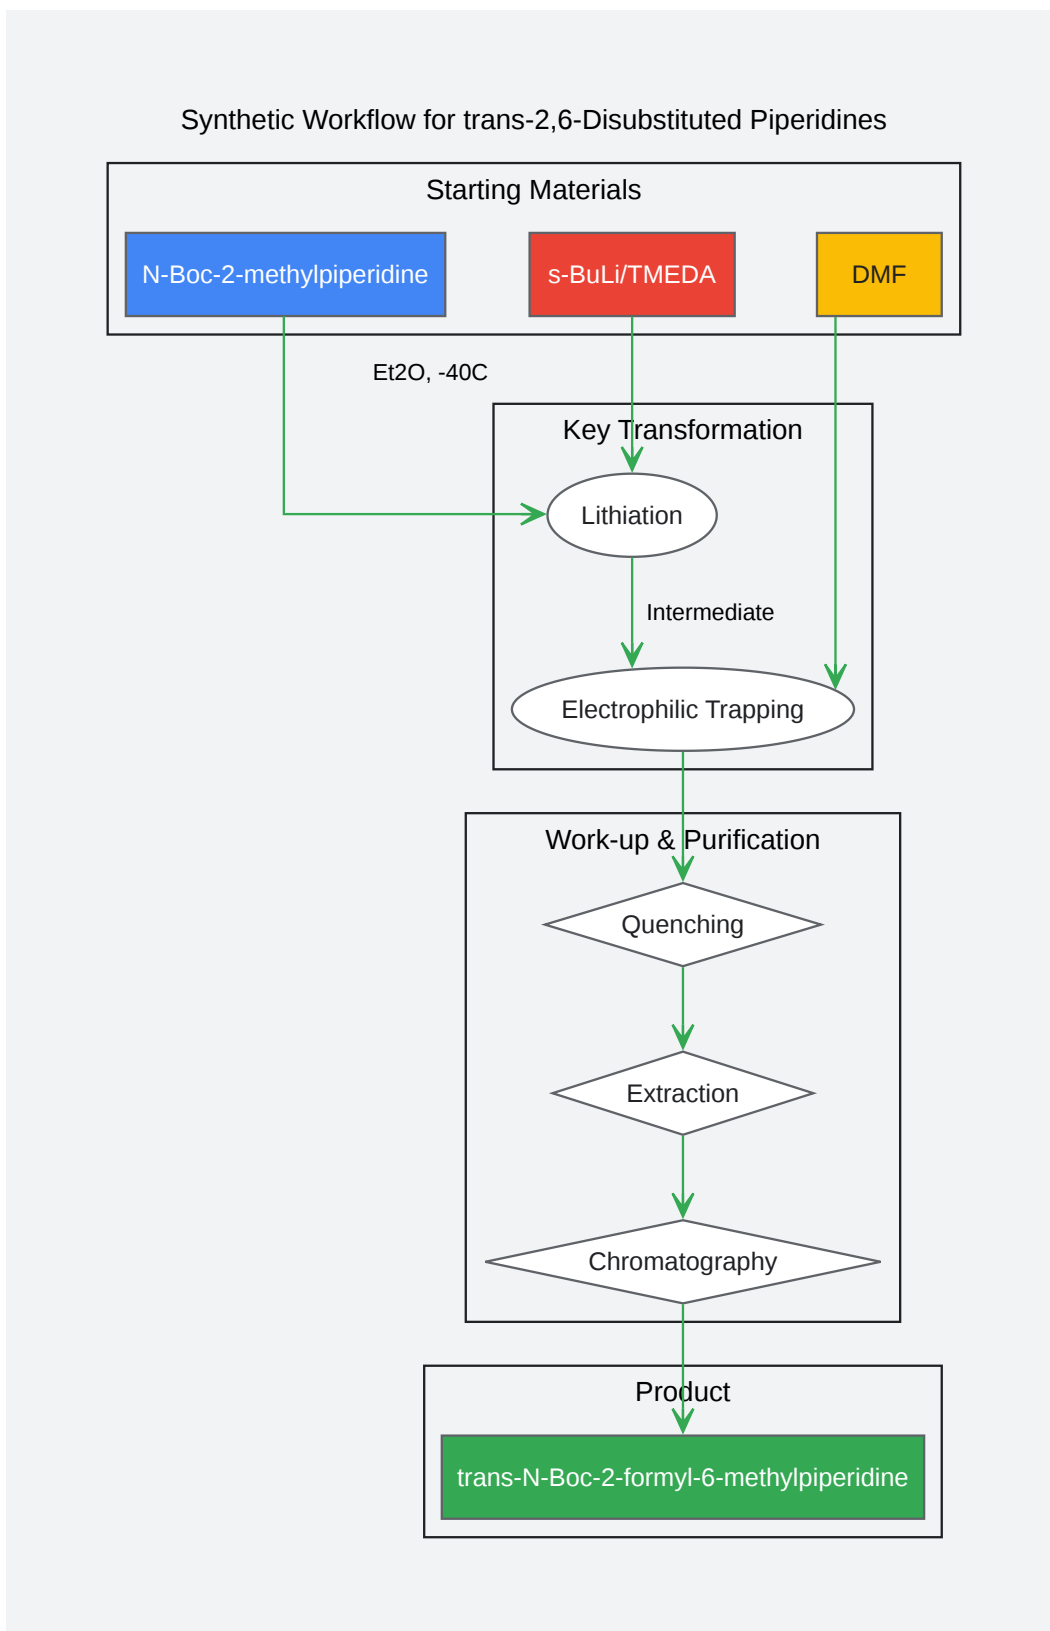 Synthetic Workflow for trans-2,6-Disubstituted Piperidines
Starting Materials
N-Boc-2-methylpiperidine
s-BuLi/TMEDA
DMF
Et2O, -40C
Key Transformation
Lithiation
Intermediate
Electrophilic Trapping
Work-up & Purification
Quenching
Extraction
Chromatography
Product
trans-N-Boc-2-formyl-6-methylpiperidine